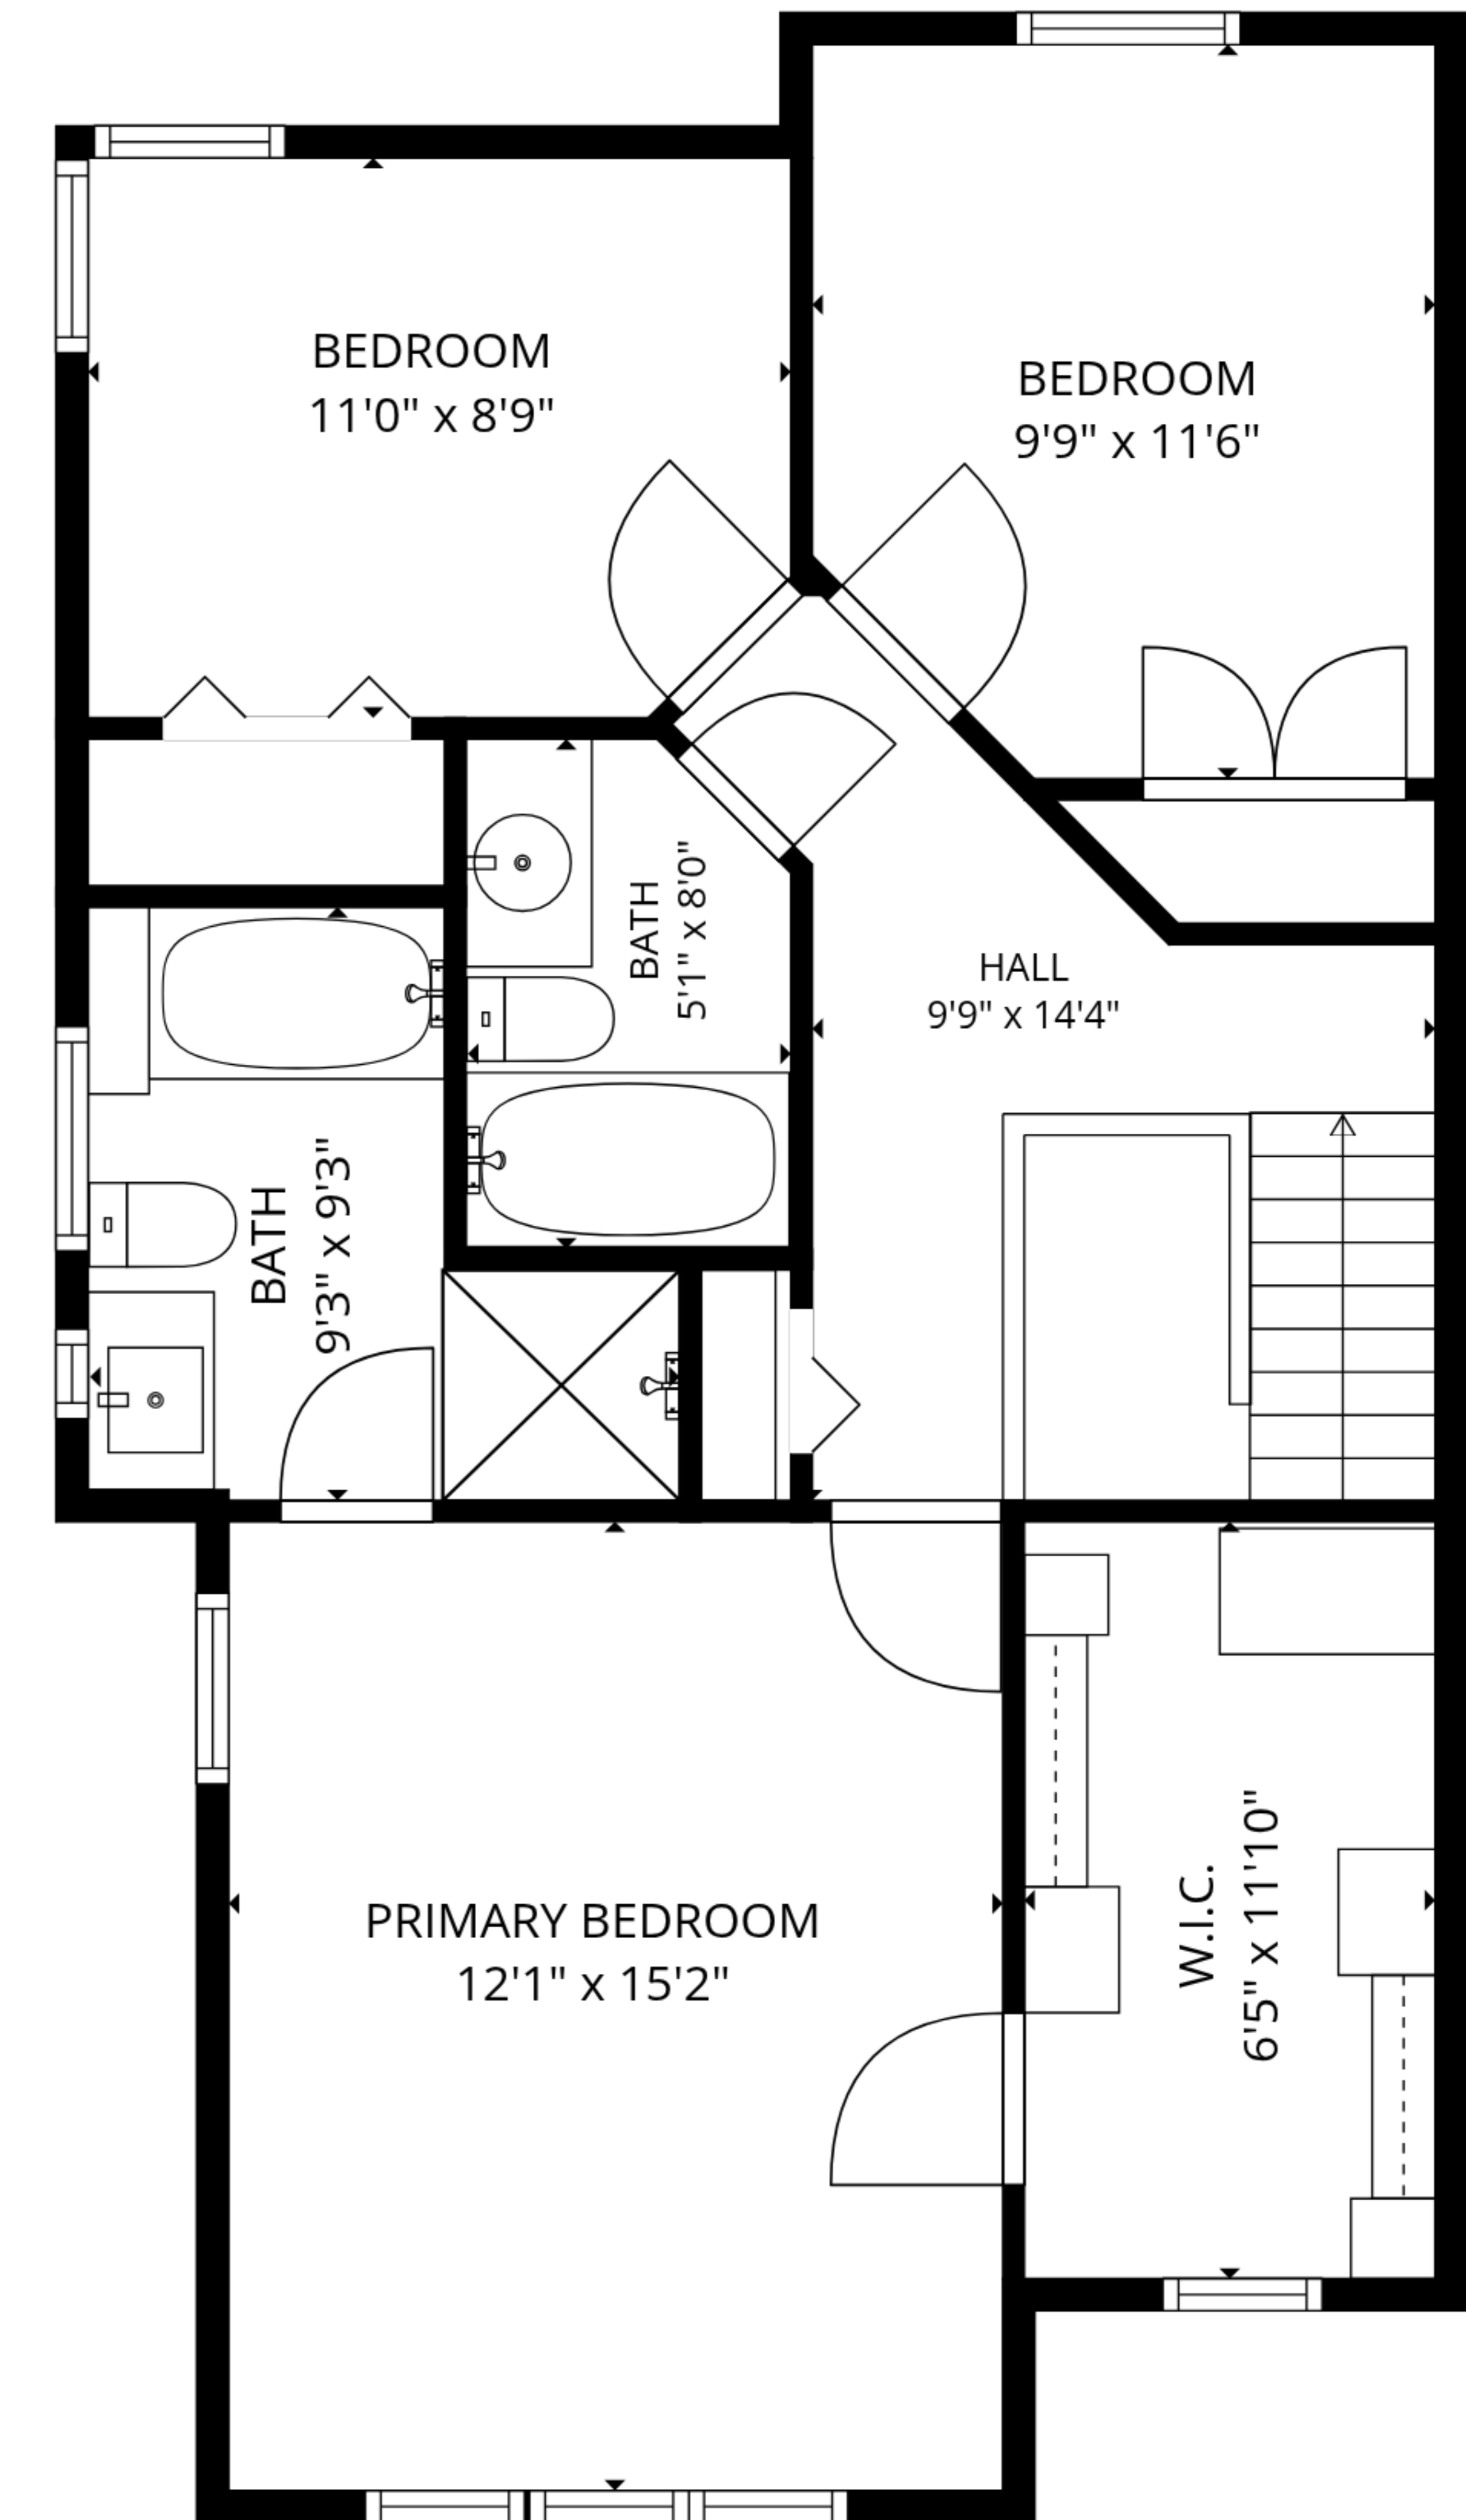 BEDROOM
11'0" x 8'9"
BEDROOM
9'9" x 11'6"
BATH
5'1" x 8'0"
HALL
9'9" x 14'4"
BATH
9'3" x 9'3"
PRIMARY BEDROOM
12'1" x 15'2"
W.I.C.
6'5" x 11'10"